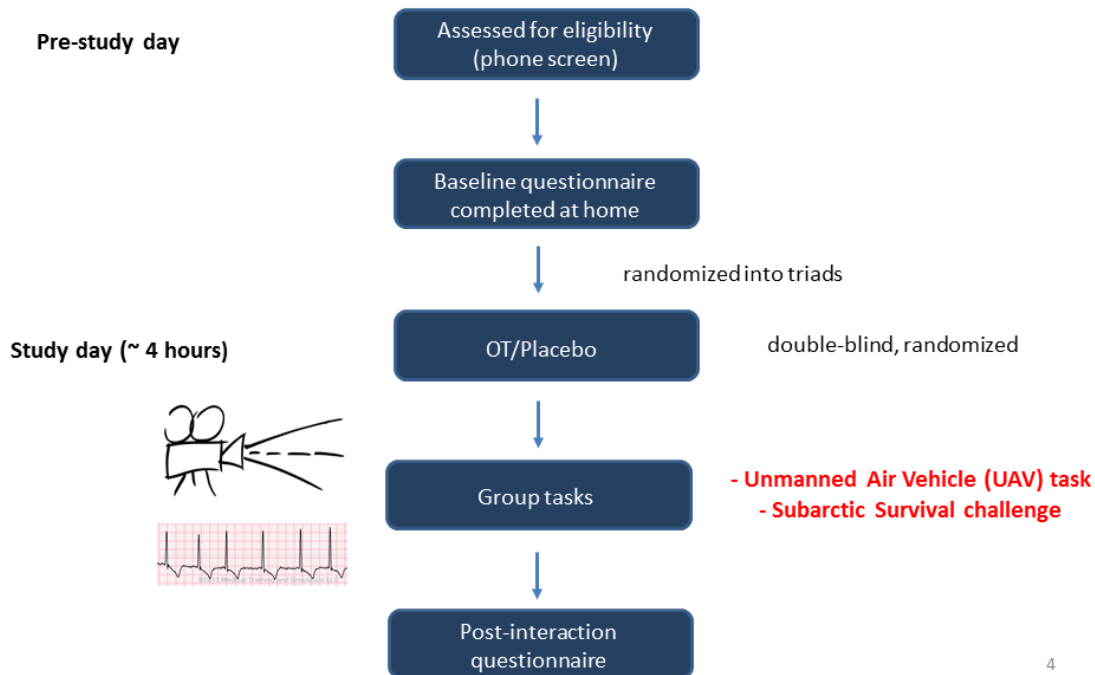 Pre-study day
Assessed for eligibility
(phone screen)
Baseline questionnaire
completed at home
randomized into triads
Study day (~ 4 hours)
OT/Placebo
double-blind, randomized
Group tasks
- Unmanned Air Vehicle (UAV) task
- Subarctic Survival challenge
Post-interaction
questionnaire
4